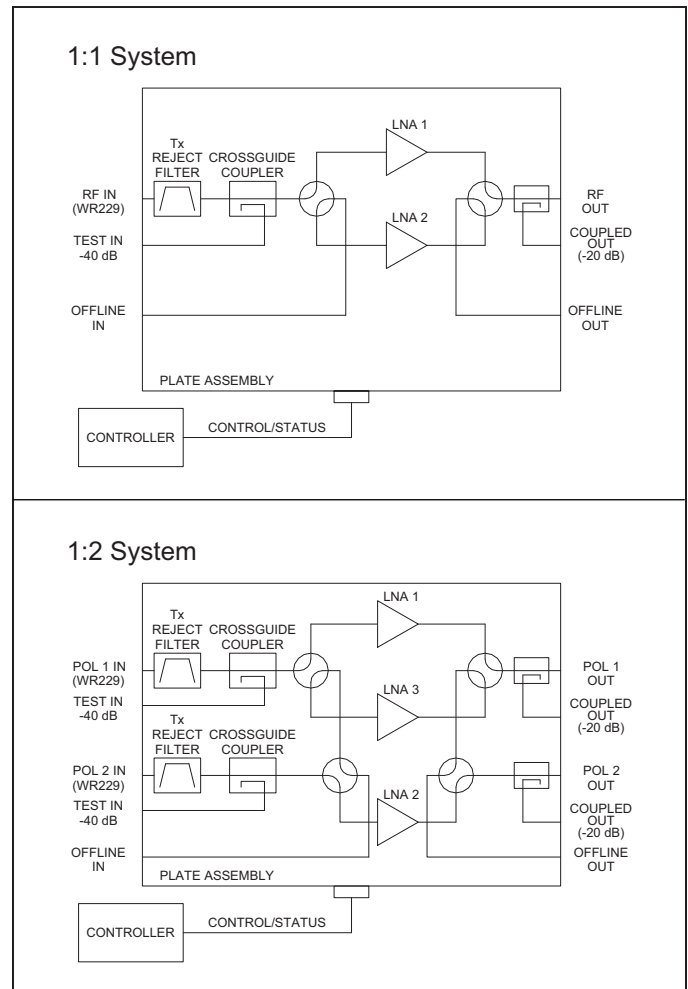 1:1 System
LNA 1
Tx
REJECT
FILTER
CROSSGUIDE
COUPLER
RF IN
(WR229)
RF
OUT
LNA 2
TEST IN
-40 dB
COUPLED
OUT
(-20 dB)
OFFLINE
IN
OFFLINE
OUT
PLATE ASSEMBLY
CONTROLLER
CONTROL/STATUS
1:2 System
LNA 1
Tx
REJECT
FILTER
CROSSGUIDE
COUPLER
POL 1 IN
(WR229)
POL 1
OUT
LNA 3
TEST IN
-40 dB
COUPLED
OUT
(-20 dB)
Tx
REJECT
FILTER
CROSSGUIDE
COUPLER
POL 2 IN
(WR229)
POL 2
OUT
LNA 2
TEST IN
-40 dB
COUPLED
OUT
(-20 dB)
OFFLINE
IN
OFFLINE
OUT
PLATE ASSEMBLY
CONTROLLER
CONTROL/STATUS